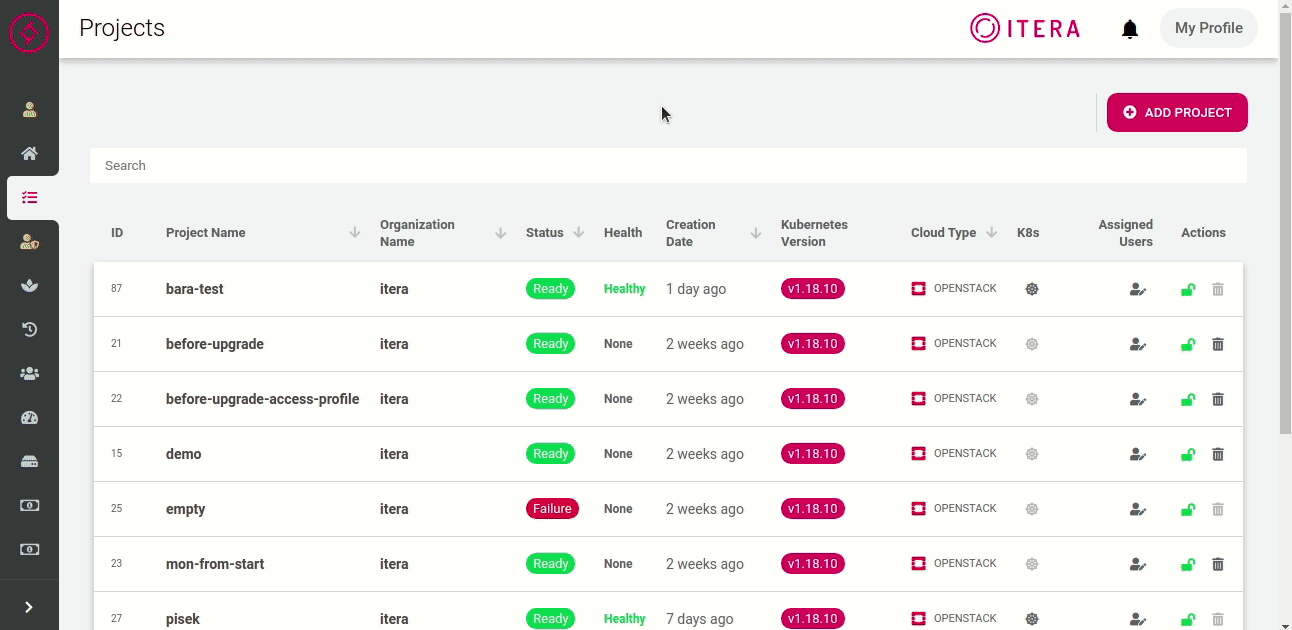 Projects
ITERA
My Profile
ADD PROJECT
Search
ID Project Name Organization Name Status Health Creation Date Kubernetes Version Cloud Type K8s Assigned Users Actions
87 bara-test itera Ready Healthy 1 day ago v1.18.10 OPENSTACK
21 before-upgrade itera Ready None 2 weeks ago v1.18.10 OPENSTACK
22 before-upgrade-access-profile itera Ready None 2 weeks ago v1.18.10 OPENSTACK
15 demo itera Ready None 2 weeks ago v1.18.10 OPENSTACK
25 empty itera Failure None 2 weeks ago v1.18.10 OPENSTACK
23 mon-from-start itera Ready None 2 weeks ago v1.18.10 OPENSTACK
27 pisek itera Ready Healthy 7 days ago v1.18.10 OPENSTACK